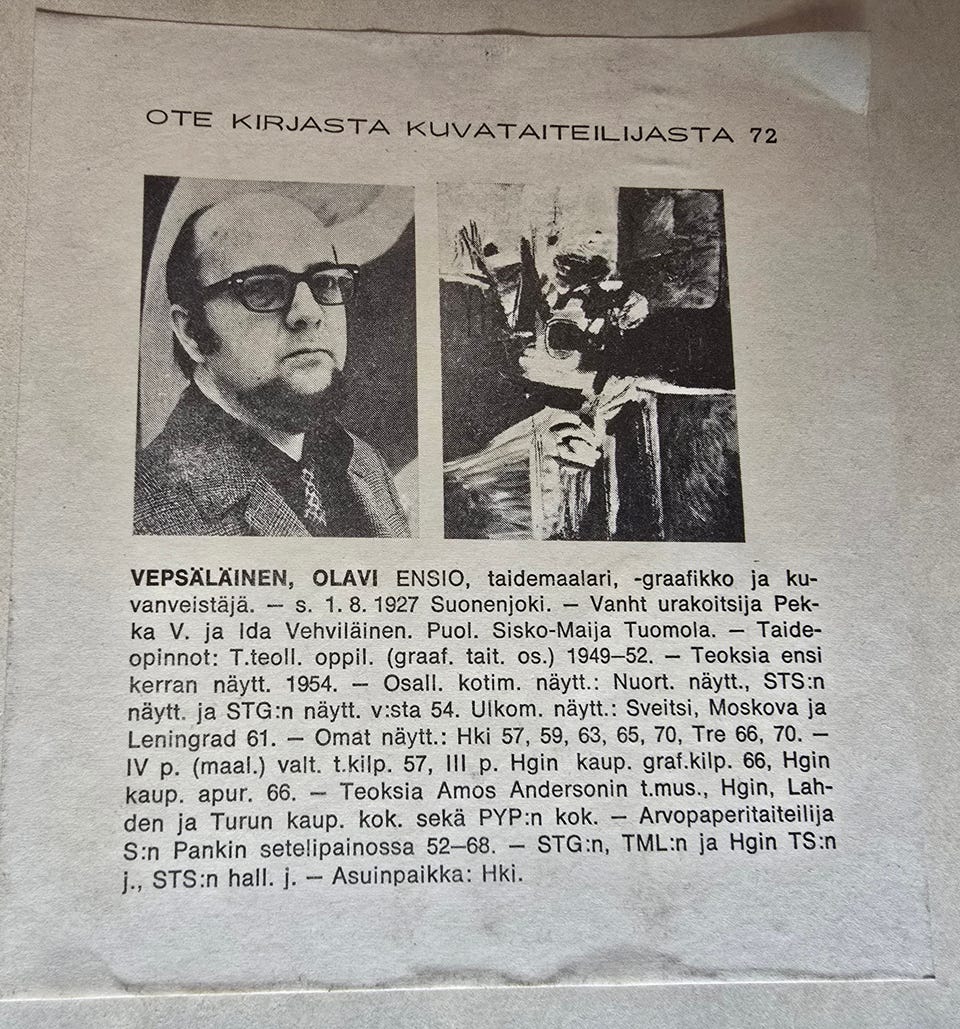 OTE KIRJASTA KUVATAITEILIJASTA 72
VEPSÄLÄINEN, OLAVI ENSIO, taidemaalari, -graafikko ja ku-
vanveistäjä. — s. 1. 8. 1927 Suonenjoki. — Vanht urakoitsija Pek-
ka V. ja Ida Vehviläinen. Puol. Sisko-Maija Tuomola. — Taide-
opinnot: T.teoll. oppil. (graaf. tait. os.) 1949—52. — Teoksia ensi
kerran näytt. 1954. — Osall. kotim. näytt.: Nuort. näytt., STS:n
näytt. ja STG:n näytt. v:sta 54. Ulkom. näytt.: Sveitsi, Moskova ja
Leningrad 61. — Omat näytt.: Hki 57, 59, 63, 65, 70, Tre 66, 70. —
IV p. (maal.) valt. t.kilp. 57, III p. Hgin kaup. graf.kilp. 66, Hgin
kaup. apur. 66. — Teoksia Amos Andersonin t.mus., Hgin, Lah-
den ja Turun kaup. kok. sekä PYP:n kok. — Arvopaperitaiteilija
S:n Pankin setelipainossa 52—68. — STG:n, TML:n ja Hgin TS:n
j., STS:n hall. j. — Asuinpaikka: Hki.